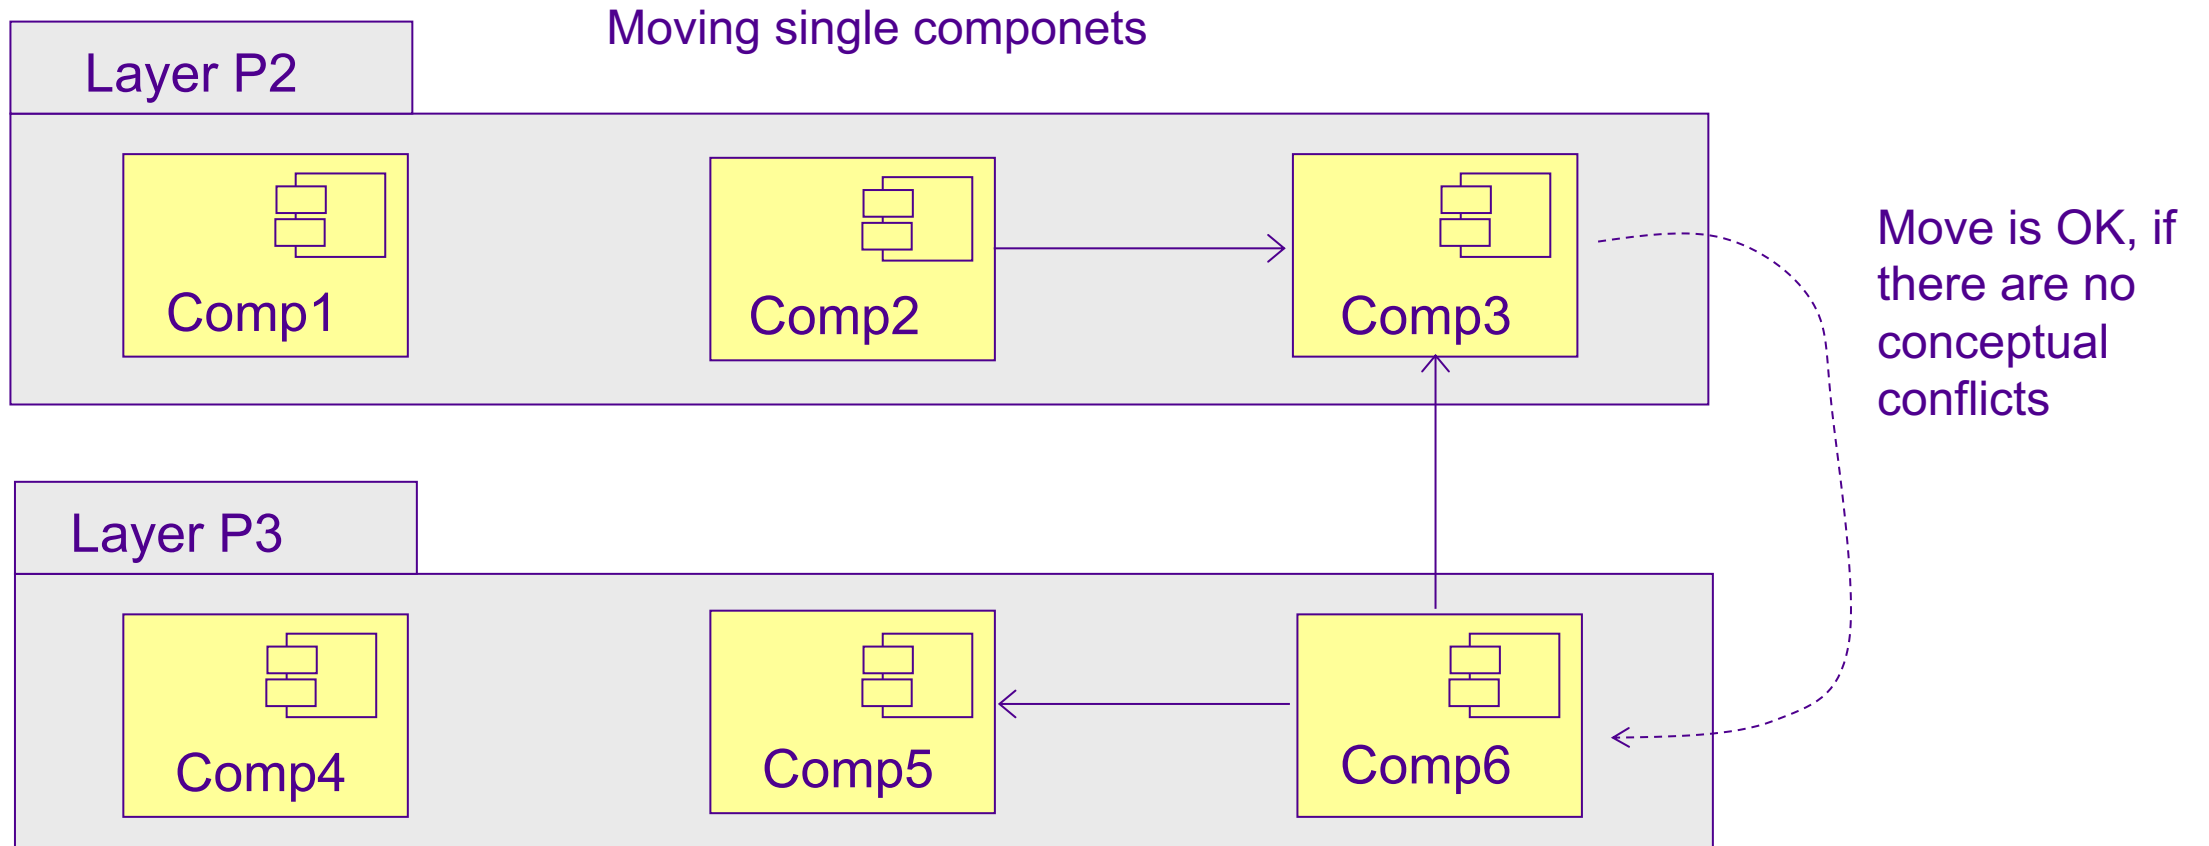 Moving single componets
Layer P2
Comp1
Comp2
Comp3
Move is OK, if
there are no
conceptual
conflicts
Layer P3
Comp4
Comp5
Comp6